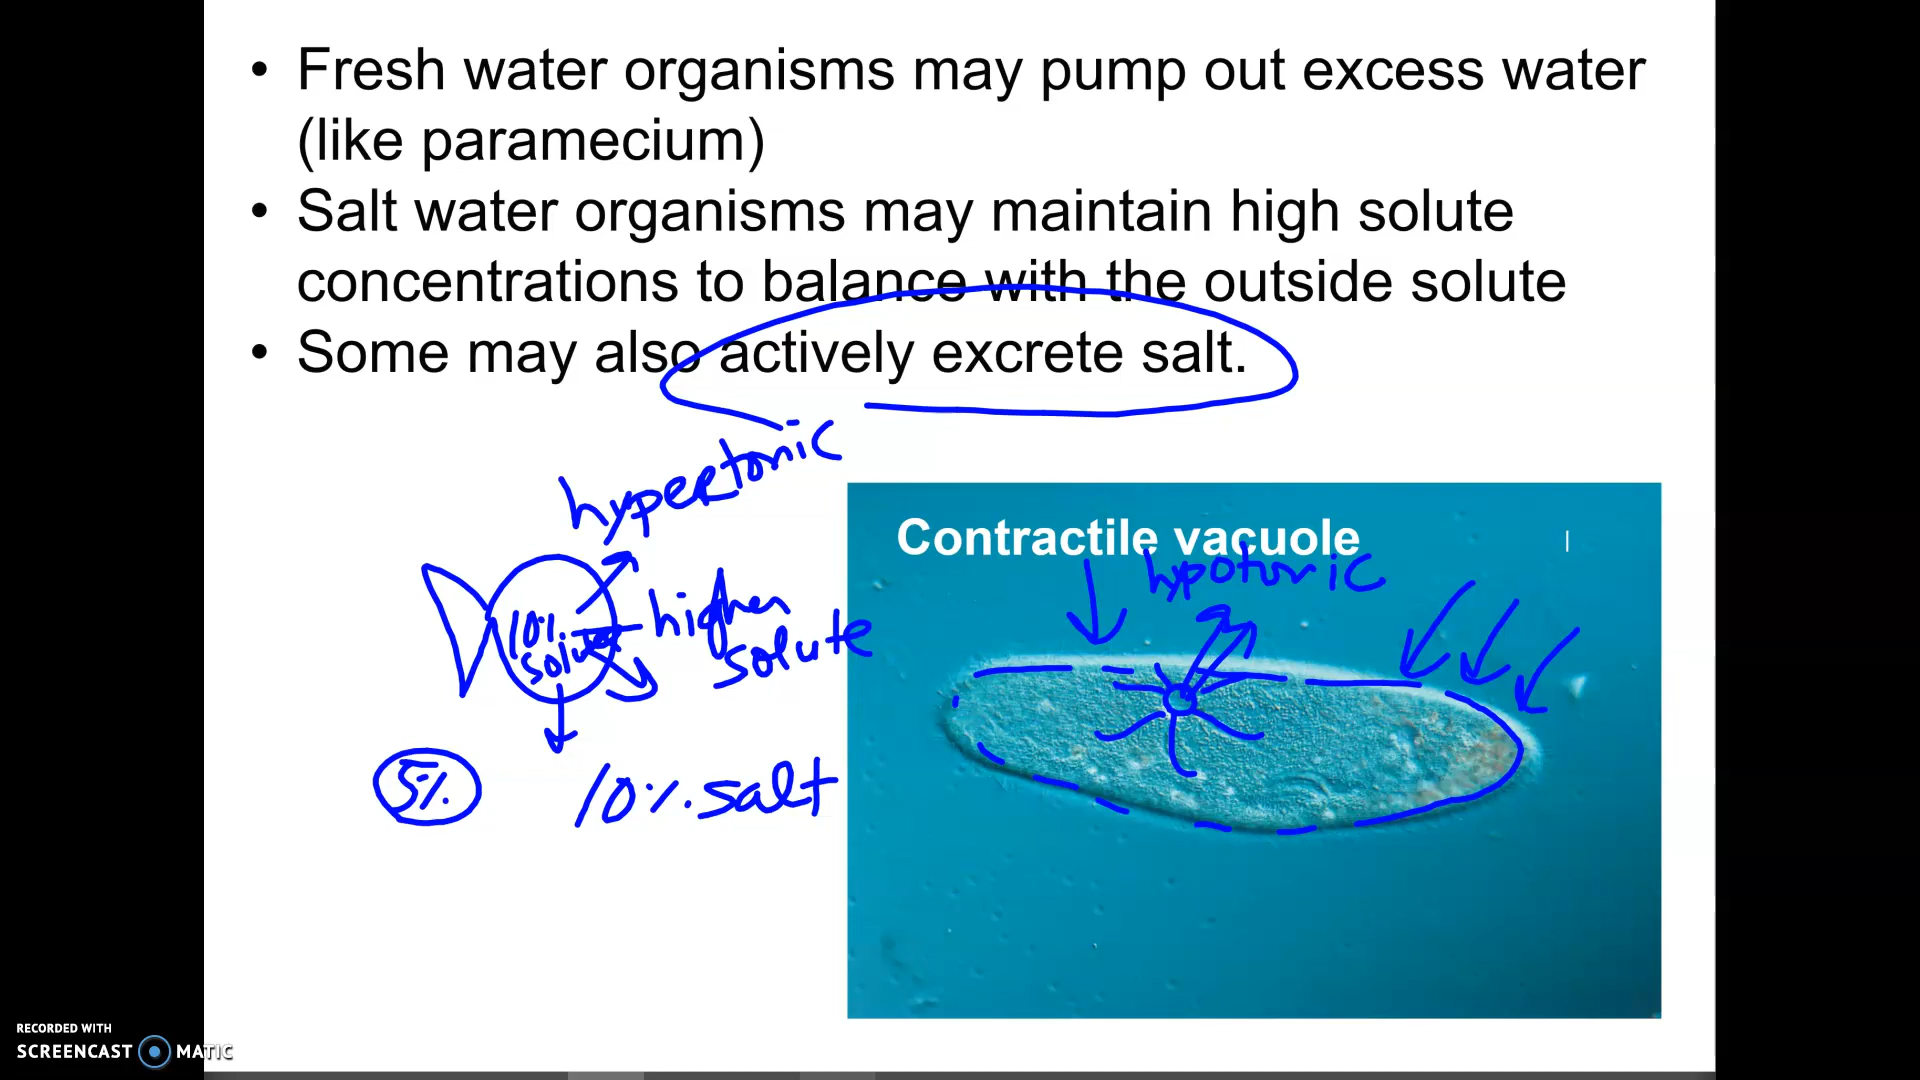 • Fresh water organisms may pump out excess water
(like paramecium)
• Salt water organisms may maintain high solute
concentrations to balance with the outside solute
• Some may also actively excrete salt.
hypertonic
Contractile vacuole
hypotonic
10%
solute
higher
solute
5%
10% salt
RECORDED WITH
SCREENCAST MATIC